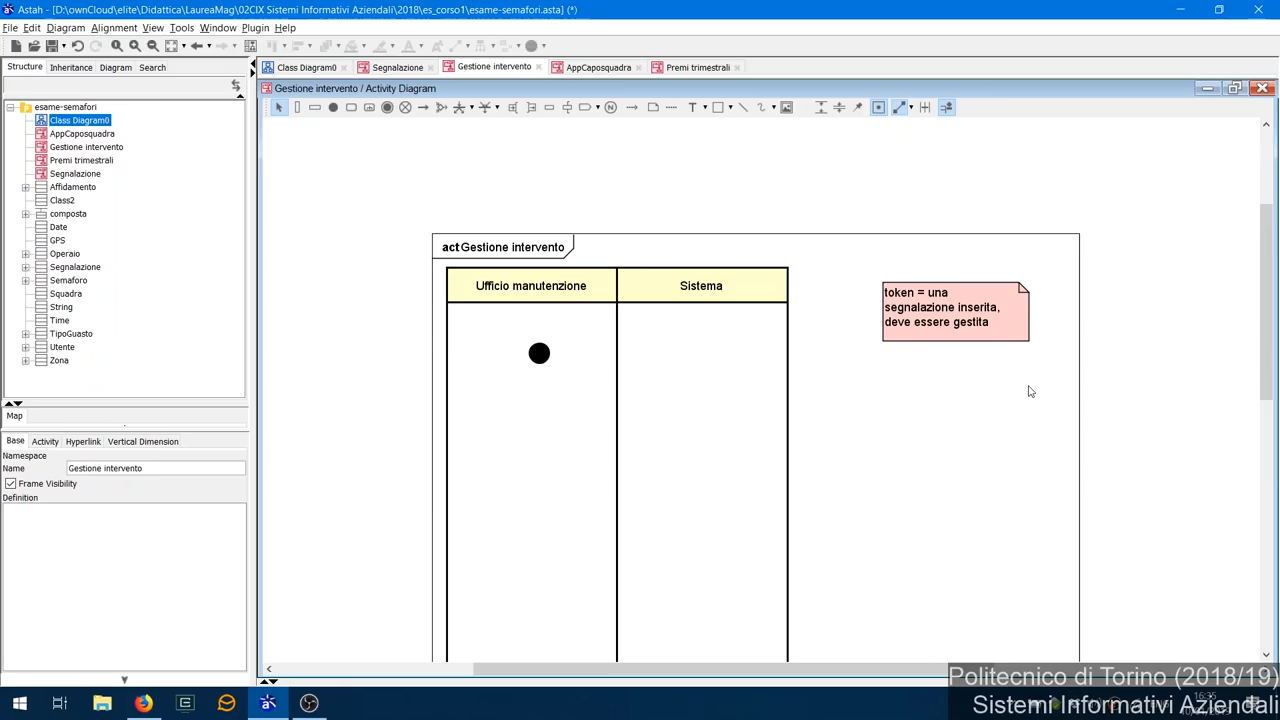 Astah - [D:\ownCloud\elite\Didattica\LaureaMag\02CIX Sistemi Informativi Aziendali\2018\es_corso1\esame-semafori.asta] (*)
File Edit Diagram Alignment View Tools Window Plugin Help
Structure Inheritance Diagram Search
Class Diagram0 Segnalazione Gestione intervento AppCaposquadra Premi trimestrali
Gestione intervento / Activity Diagram
esame-semafori
Class Diagram0
AppCaposquadra
Gestione intervento
Premi trimestrali
Segnalazione
Affidamento
Class2
composta
Date
GPS
Operaio
Segnalazione
Semaforo
Squadra
String
Time
TipoGuasto
Utente
Zona
Map
Base Activity Hyperlink Vertical Dimension
Namespace
Name Gestione intervento
Frame Visibility
Definition
act Gestione intervento
Ufficio manutenzione Sistema
token = una
segnalazione inserita,
deve essere gestita
Politecnico di Torino (2018/19)
Sistemi Informativi Aziendali
16:35